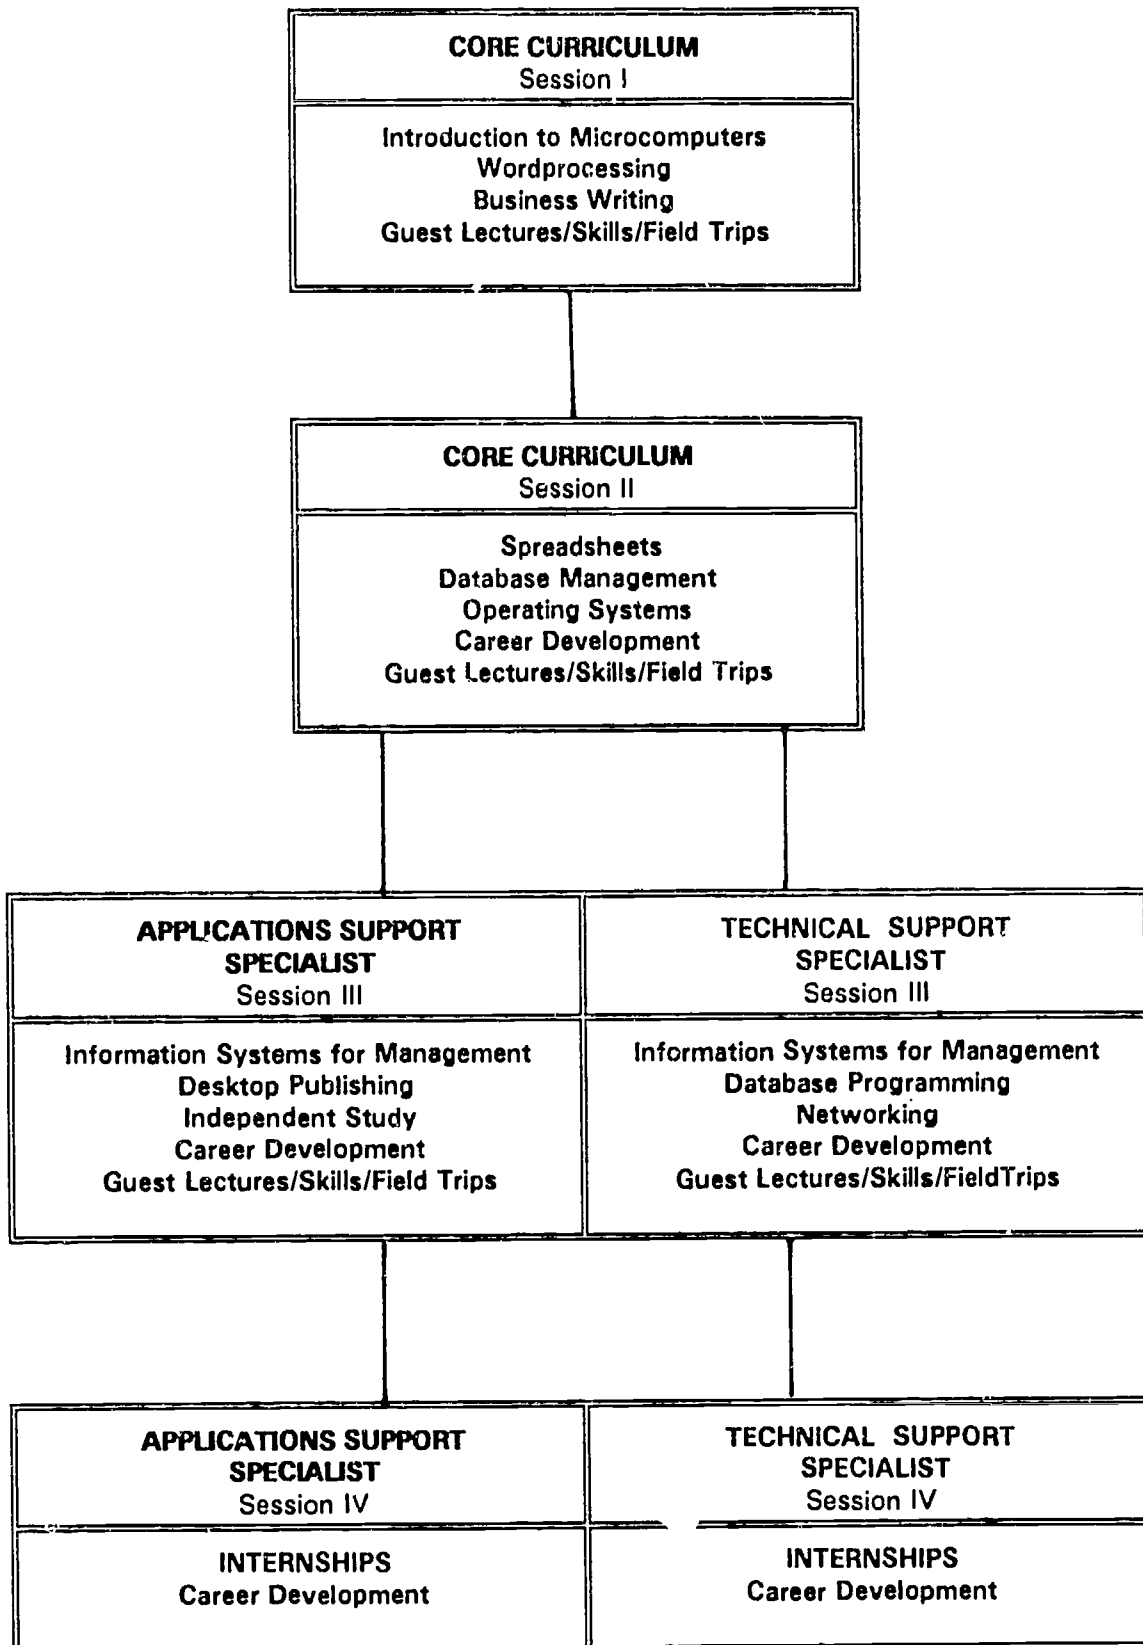 CORE CURRICULUM
Session I
Introduction to Microcomputers
Wordprocessing
Business Writing
Guest Lectures/Skills/Field Trips
CORE CURRICULUM
Session II
Spreadsheets
Database Management
Operating Systems
Career Development
Guest Lectures/Skills/Field Trips
APPLICATIONS SUPPORT
SPECIALIST
Session III
Information Systems for Management
Desktop Publishing
Independent Study
Career Development
Guest Lectures/Skills/Field Trips
TECHNICAL SUPPORT
SPECIALIST
Session III
Information Systems for Management
Database Programming
Networking
Career Development
Guest Lectures/Skills/FieldTrips
APPLICATIONS SUPPORT
SPECIALIST
Session IV
INTERNSHIPS
Career Development
TECHNICAL SUPPORT
SPECIALIST
Session IV
INTERNSHIPS
Career Development